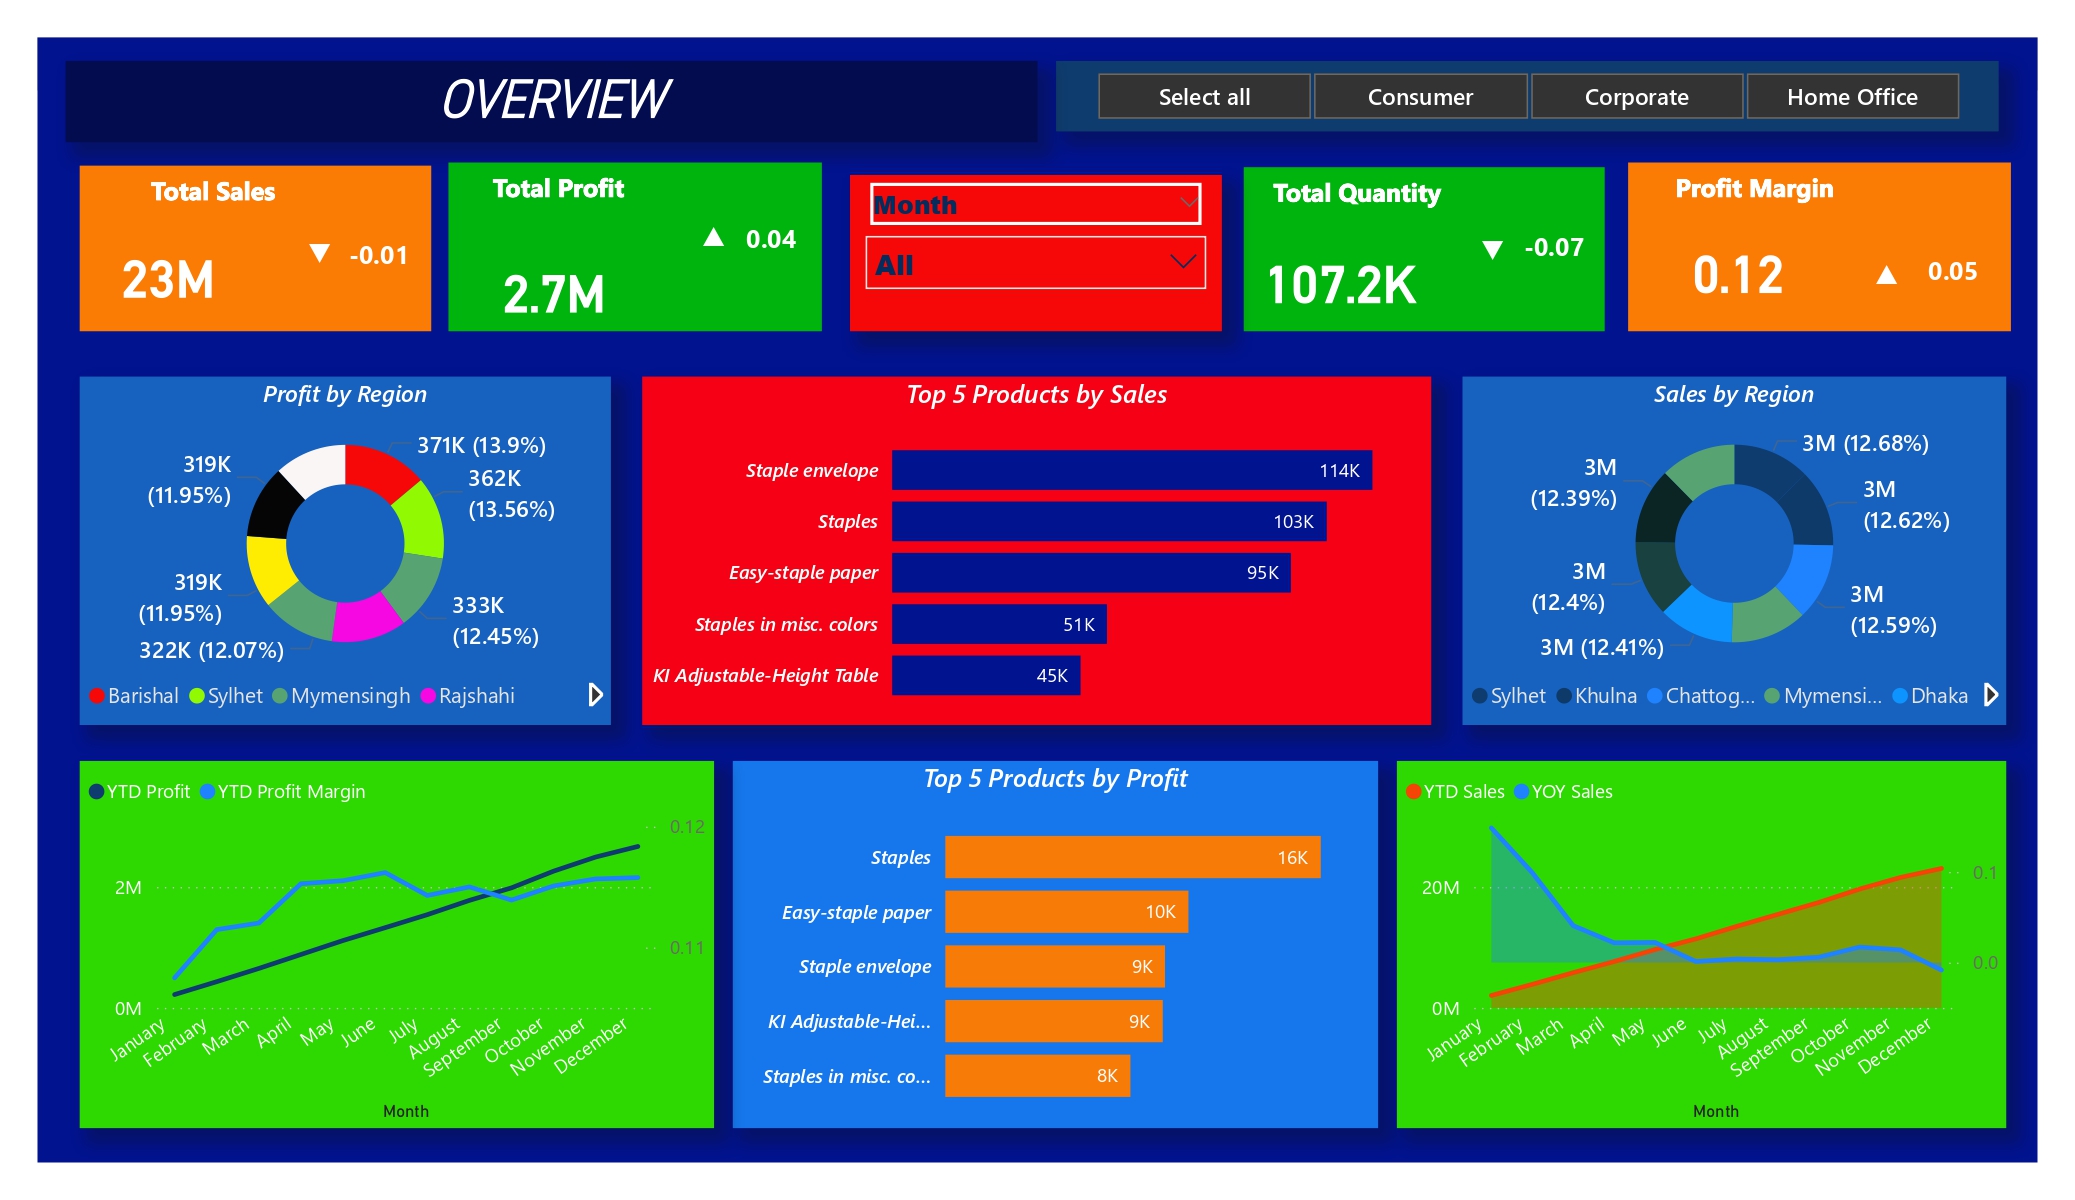 OVERVIEW
Select all
Consumer
Corporate
Home Office
Total Sales
23M
▼ -0.01
Total Profit
2.7M
▲ 0.04
Month
All
Total Quantity
107.2K
▼ -0.07
Profit Margin
0.12
▲ 0.05
Profit by Region
371K (13.9%)
362K
(13.56%)
333K
(12.45%)
322K (12.07%)
319K
(11.95%)
319K
(11.95%)
Barishal Sylhet Mymensingh Rajshahi
Top 5 Products by Sales
Staple envelope 114K
Staples 103K
Easy-staple paper 95K
Staples in misc. colors 51K
KI Adjustable-Height Table 45K
Sales by Region
3M (12.68%)
3M
(12.62%)
3M
(12.59%)
3M (12.41%)
3M
(12.4%)
3M
(12.39%)
Sylhet Khulna Chattog... Mymensi... Dhaka
YTD Profit YTD Profit Margin
0.12
2M
0.11
0M
January
February
March
April
May
June
July
August
September
October
November
December
Month
Top 5 Products by Profit
Staples 16K
Easy-staple paper 10K
Staple envelope 9K
KI Adjustable-Hei... 9K
Staples in misc. co... 8K
YTD Sales YOY Sales
0.1
20M
0.0
0M
January
February
March
April
May
June
July
August
September
October
November
December
Month